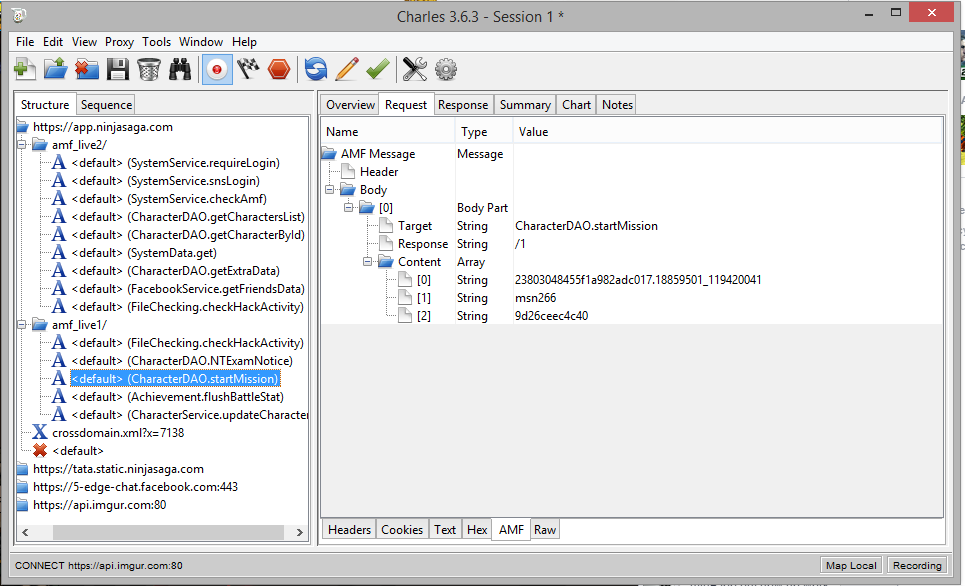 Charles 3.6.3 - Session 1 *
File Edit View Proxy Tools Window Help
Structure Sequence
https://app.ninjasaga.com
amf_live2/
<default> (SystemService.requireLogin)
<default> (SystemService.snsLogin)
<default> (SystemService.checkAmf)
<default> (CharacterDAO.getCharactersList)
<default> (CharacterDAO.getCharacterById)
<default> (SystemData.get)
<default> (CharacterDAO.getExtraData)
<default> (FacebookService.getFriendsData)
<default> (FileChecking.checkHackActivity)
amf_live1/
<default> (FileChecking.checkHackActivity)
<default> (CharacterDAO.NTExamNotice)
<default> (CharacterDAO.startMission)
<default> (Achievement.flushBattleStat)
<default> (CharacterService.updateCharacter
crossdomain.xml?x=7138
<default>
https://tata.static.ninjasaga.com
https://5-edge-chat.facebook.com:443
https://api.imgur.com:80
Overview Request Response Summary Chart Notes
Name Type Value
AMF Message Message
Header
Body
[0] Body Part
Target String CharacterDAO.startMission
Response String /1
Content Array
[0] String 23803048455f1a982adc017.18859501_119420041
[1] String msn266
[2] String 9d26ceec4c40
Headers Cookies Text Hex AMF Raw
CONNECT https://api.imgur.com:80
Map Local Recording